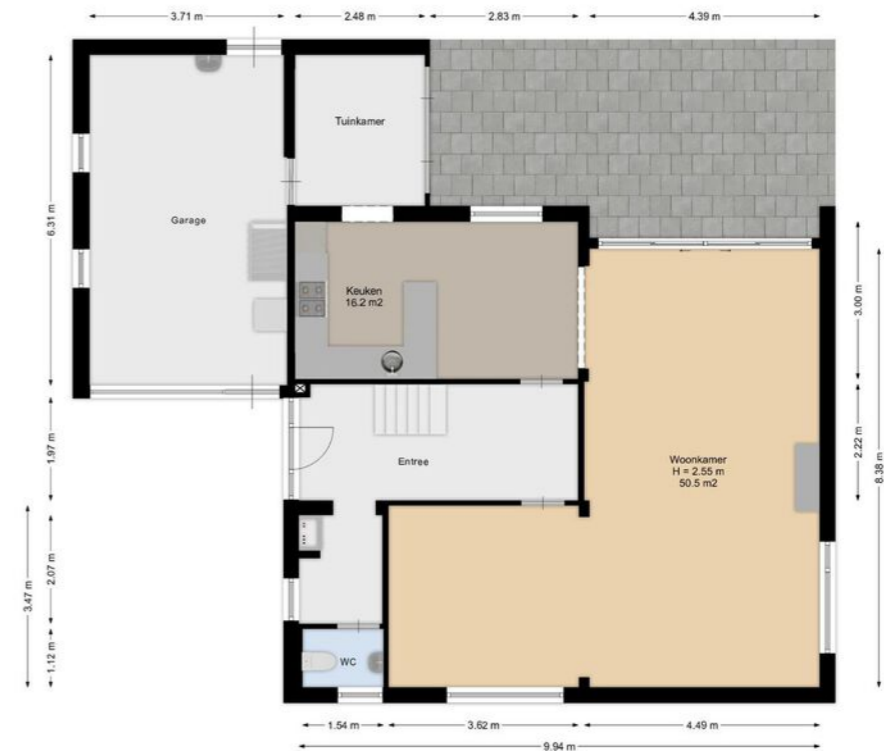 3.71 m
2.48 m
2.83 m
4.39 m
Tuinkamer
Garage
6.31 m
Keuken
16.2 m2
3.00 m
Entree
1.97 m
2.22 m
Woonkamer
H = 2.55 m
50.5 m2
8.38 m
2.07 m
3.47 m
WC
1.12 m
1.54 m
3.62 m
4.49 m
9.94 m